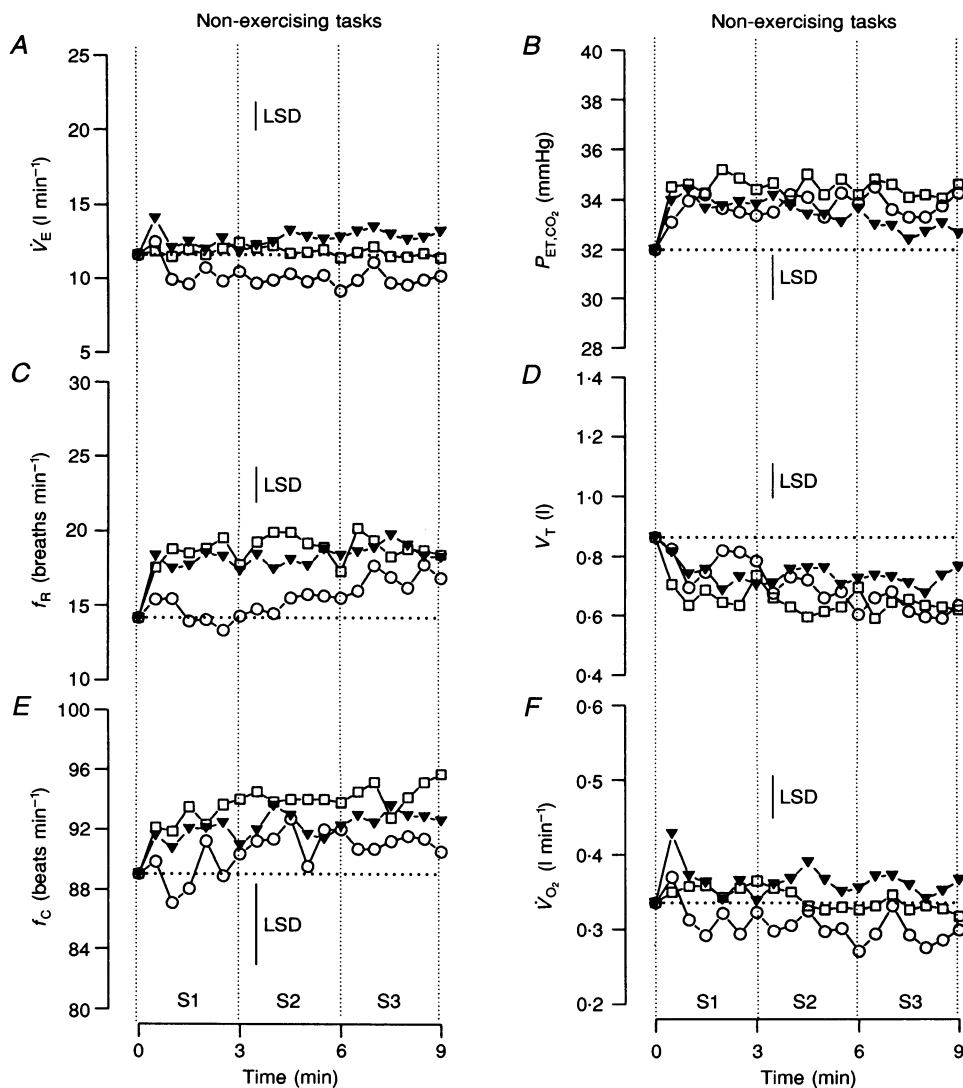 Non-exercising tasks
Non-exercising tasks
A
25
20
15
10
5
V̇E (l min−1)
LSD
B
40
38
36
34
32
30
28
PET,CO2 (mmHg)
LSD
C
30
25
20
15
10
fR (breaths min−1)
LSD
D
1·4
1·2
1·0
0·8
0·6
0·4
VT (l)
LSD
E
100
96
92
88
84
80
fC (beats min−1)
LSD
S1 S2 S3
0 3 6 9
Time (min)
F
0·6
0·5
0·4
0·3
0·2
V̇O2 (l min−1)
LSD
S1 S2 S3
0 3 6 9
Time (min)